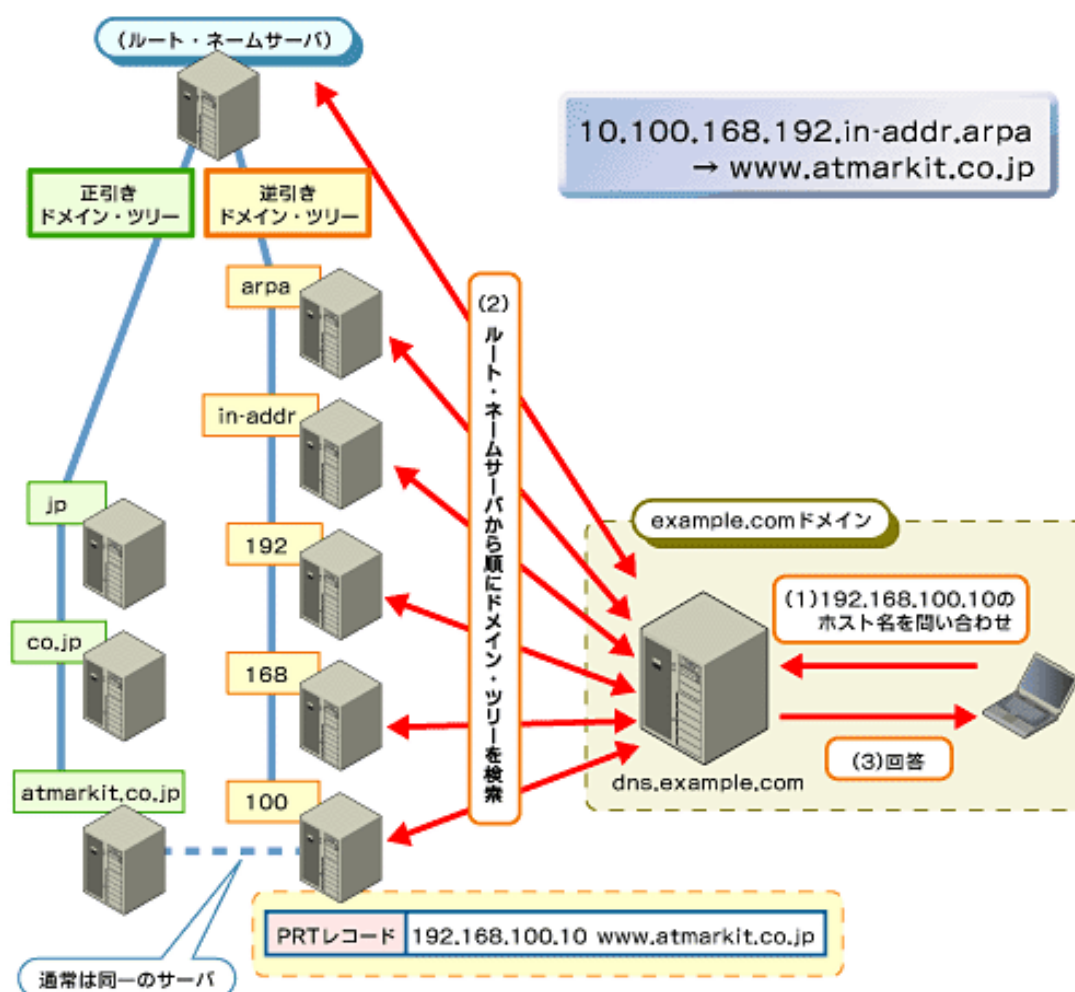 (ルート・ネームサーバ)
10.100.168.192.in-addr.arpa
→ www.atmarkit.co.jp
正引き
ドメイン・ツリー
逆引き
ドメイン・ツリー
arpa
in-addr
192
168
100
jp
co.jp
atmarkit.co.jp
(2)ルート・ネームサーバから順にドメイン・ツリーを検索
example.comドメイン
(1)192.168.100.10の
ホスト名を問い合わせ
(3)回答
dns.example.com
PRTレコード 192.168.100.10 www.atmarkit.co.jp
通常は同一のサーバ